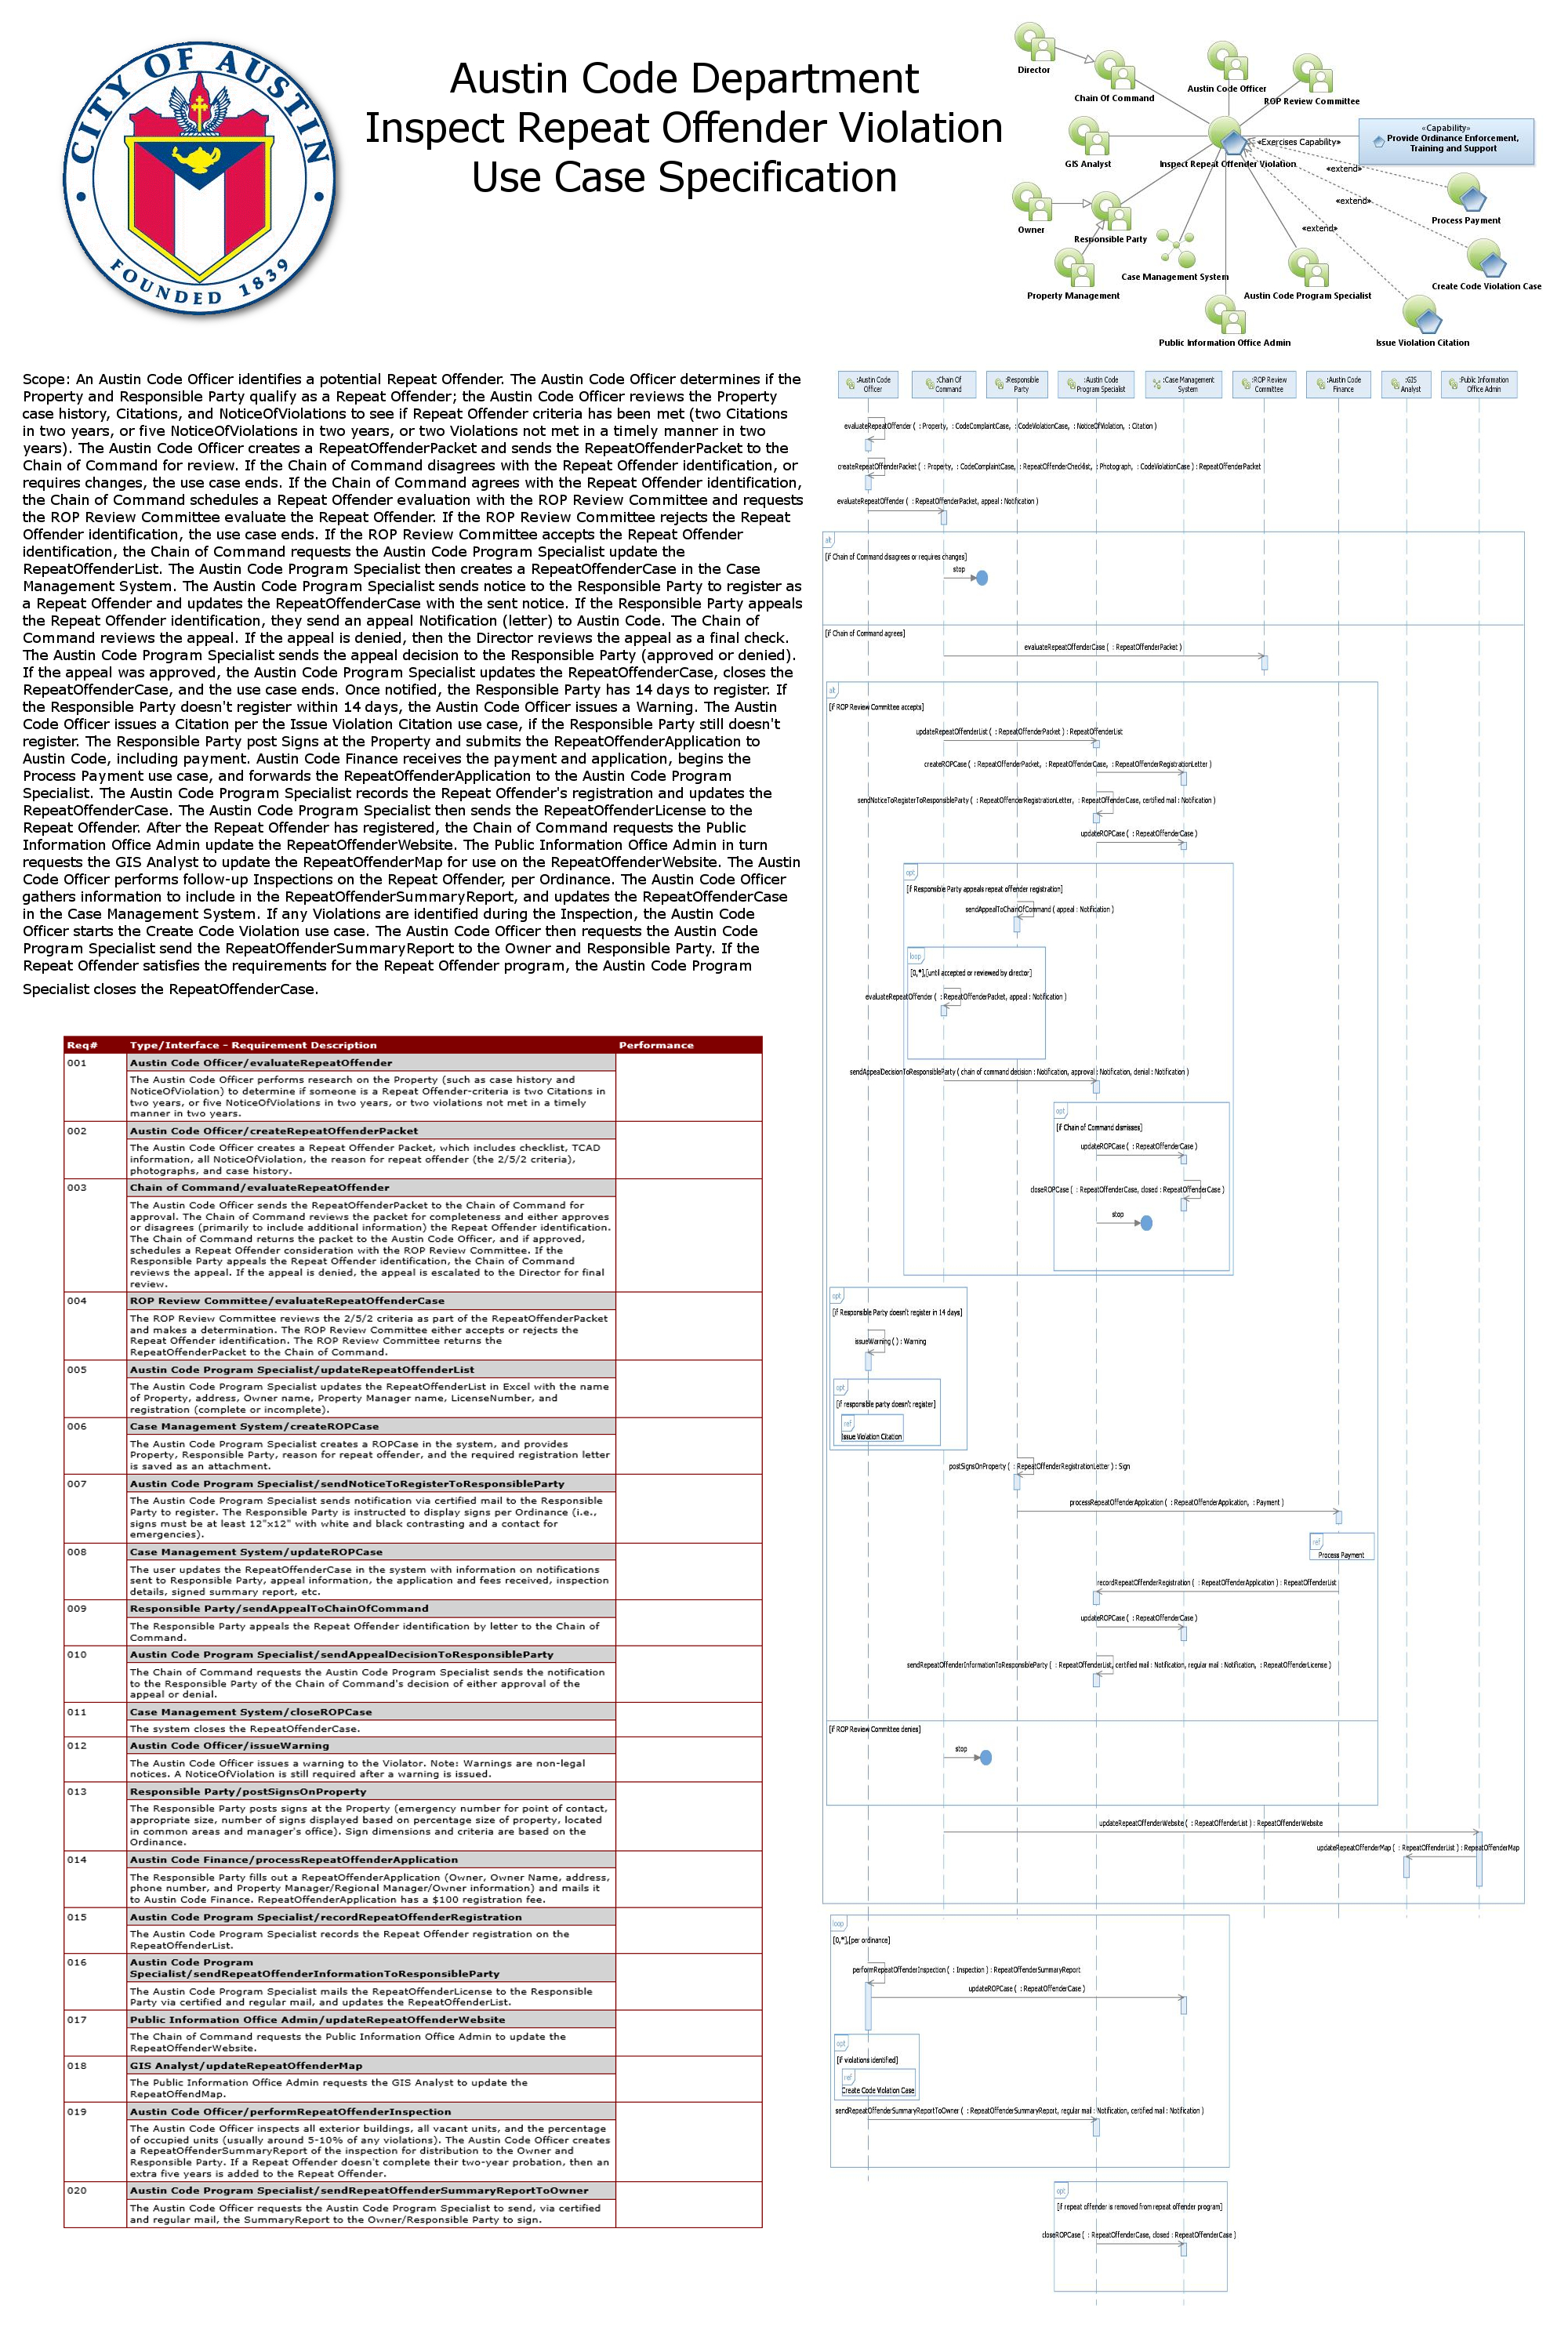 CITY OF AUSTIN
FOUNDED 1839
Austin Code Department
Inspect Repeat Offender Violation
Use Case Specification
Director
Chain Of Command
Austin Code Officer
ROP Review Committee
GIS Analyst
Inspect Repeat Offender Violation
«Exercises Capability»
«Capability»
Provide Ordinance Enforcement,
Training and Support
«extend»
«extend»
«extend»
Process Payment
Owner
Responsible Party
Property Management
Case Management System
Austin Code Program Specialist
Create Code Violation Case
Public Information Office Admin
Issue Violation Citation
Scope: An Austin Code Officer identifies a potential Repeat Offender. The Austin Code Officer determines if the
Property and Responsible Party qualify as a Repeat Offender; the Austin Code Officer reviews the Property
case history, Citations, and NoticeOfViolations to see if Repeat Offender criteria has been met (two Citations
in two years, or five NoticeOfViolations in two years, or two Violations not met in a timely manner in two
years). The Austin Code Officer creates a RepeatOffenderPacket and sends the RepeatOffenderPacket to the
Chain of Command for review. If the Chain of Command disagrees with the Repeat Offender identification, or
requires changes, the use case ends. If the Chain of Command agrees with the Repeat Offender identification,
the Chain of Command schedules a Repeat Offender evaluation with the ROP Review Committee and requests
the ROP Review Committee evaluate the Repeat Offender. If the ROP Review Committee rejects the Repeat
Offender identification, the use case ends. If the ROP Review Committee accepts the Repeat Offender
identification, the Chain of Command requests the Austin Code Program Specialist update the
RepeatOffenderList. The Austin Code Program Specialist then creates a RepeatOffenderCase in the Case
Management System. The Austin Code Program Specialist sends notice to the Responsible Party to register as
a Repeat Offender and updates the RepeatOffenderCase with the sent notice. If the Responsible Party appeals
the Repeat Offender identification, they send an appeal Notification (letter) to Austin Code. The Chain of
Command reviews the appeal. If the appeal is denied, then the Director reviews the appeal as a final check.
The Austin Code Program Specialist sends the appeal decision to the Responsible Party (approved or denied).
If the appeal was approved, the Austin Code Program Specialist updates the RepeatOffenderCase, closes the
RepeatOffenderCase, and the use case ends. Once notified, the Responsible Party has 14 days to register. If
the Responsible Party doesn't register within 14 days, the Austin Code Officer issues a Warning. The Austin
Code Officer issues a Citation per the Issue Violation Citation use case, if the Responsible Party still doesn't
register. The Responsible Party post Signs at the Property and submits the RepeatOffenderApplication to
Austin Code, including payment. Austin Code Finance receives the payment and application, begins the
Process Payment use case, and forwards the RepeatOffenderApplication to the Austin Code Program
Specialist. The Austin Code Program Specialist records the Repeat Offender's registration and updates the
RepeatOffenderCase. The Austin Code Program Specialist then sends the RepeatOffenderLicense to the
Repeat Offender. After the Repeat Offender has registered, the Chain of Command requests the Public
Information Office Admin update the RepeatOffenderWebsite. The Public Information Office Admin in turn
requests the GIS Analyst to update the RepeatOffenderMap for use on the RepeatOffenderWebsite. The Austin
Code Officer performs follow-up Inspections on the Repeat Offender, per Ordinance. The Austin Code Officer
gathers information to include in the RepeatOffenderSummaryReport, and updates the RepeatOffenderCase
in the Case Management System. If any Violations are identified during the Inspection, the Austin Code
Officer starts the Create Code Violation use case. The Austin Code Officer then requests the Austin Code
Program Specialist send the RepeatOffenderSummaryReport to the Owner and Responsible Party. If the
Repeat Offender satisfies the requirements for the Repeat Offender program, the Austin Code Program
Specialist closes the RepeatOffenderCase.
Req# Type/Interface - Requirement Description Performance
001 Austin Code Officer/evaluateRepeatOffender
The Austin Code Officer performs research on the Property (such as case history and
NoticeOfViolation) to determine if someone is a Repeat Offender-criteria is two Citations in
two years, or five NoticeOfViolations in two years, or two violations not met in a timely
manner in two years.
002 Austin Code Officer/createRepeatOffenderPacket
The Austin Code Officer creates a Repeat Offender Packet, which includes checklist, TCAD
information, all NoticeOfViolation, the reason for repeat offender (the 2/5/2 criteria),
photographs, and case history.
003 Chain of Command/evaluateRepeatOffender
The Austin Code Officer sends the RepeatOffenderPacket to the Chain of Command for
approval. The Chain of Command reviews the packet for completeness and either approves
or disagrees (primarily to include additional information) the Repeat Offender identification.
The Chain of Command returns the packet to the Austin Code Officer, and if approved,
schedules a Repeat Offender consideration with the ROP Review Committee. If the
Responsible Party appeals the Repeat Offender identification, the Chain of Command
reviews the appeal. If the appeal is denied, the appeal is escalated to the Director for final
review.
004 ROP Review Committee/evaluateRepeatOffenderCase
The ROP Review Committee reviews the 2/5/2 criteria as part of the RepeatOffenderPacket
and makes a determination. The ROP Review Committee either accepts or rejects the
Repeat Offender identification. The ROP Review Committee returns the
RepeatOffenderPacket to the Chain of Command.
005 Austin Code Program Specialist/updateRepeatOffenderList
The Austin Code Program Specialist updates the RepeatOffenderList in Excel with the name
of Property, address, Owner name, Property Manager name, LicenseNumber, and
registration (complete or incomplete).
006 Case Management System/createROPCase
The Austin Code Program Specialist creates a ROPCase in the system, and provides
Property, Responsible Party, reason for repeat offender, and the required registration letter
is saved as an attachment.
007 Austin Code Program Specialist/sendNoticeToRegisterToResponsibleParty
The Austin Code Program Specialist sends notification via certified mail to the Responsible
Party to register. The Responsible Party is instructed to display signs per Ordinance (i.e.,
signs must be at least 12"x12" with white and black contrasting and a contact for
emergencies).
008 Case Management System/updateROPCase
The user updates the RepeatOffenderCase in the system with information on notifications
sent to Responsible Party, appeal information, the application and fees received, inspection
details, signed summary report, etc.
009 Responsible Party/sendAppealToChainOfCommand
The Responsible Party appeals the Repeat Offender identification by letter to the Chain of
Command.
010 Austin Code Program Specialist/sendAppealDecisionToResponsibleParty
The Chain of Command requests the Austin Code Program Specialist sends the notification
to the Responsible Party of the Chain of Command's decision of either approval of the
appeal or denial.
011 Case Management System/closeROPCase
The system closes the RepeatOffenderCase.
012 Austin Code Officer/issueWarning
The Austin Code Officer issues a warning to the Violator. Note: Warnings are non-legal
notices. A NoticeOfViolation is still required after a warning is issued.
013 Responsible Party/postSignsOnProperty
The Responsible Party posts signs at the Property (emergency number for point of contact,
appropriate size, number of signs displayed based on percentage size of property, located
in common areas and manager's office). Sign dimensions and criteria are based on the
Ordinance.
014 Austin Code Finance/processRepeatOffenderApplication
The Responsible Party fills out a RepeatOffenderApplication (Owner, Owner Name, address,
phone number, and Property Manager/Regional Manager/Owner information) and mails it
to Austin Code Finance. RepeatOffenderApplication has a $100 registration fee.
015 Austin Code Program Specialist/recordRepeatOffenderRegistration
The Austin Code Program Specialist records the Repeat Offender registration on the
RepeatOffenderList.
016 Austin Code Program
Specialist/sendRepeatOffenderInformationToResponsibleParty
The Austin Code Program Specialist mails the RepeatOffenderLicense to the Responsible
Party via certified and regular mail, and updates the RepeatOffenderList.
017 Public Information Office Admin/updateRepeatOffenderWebsite
The Chain of Command requests the Public Information Office Admin to update the
RepeatOffenderWebsite.
018 GIS Analyst/updateRepeatOffenderMap
The Public Information Office Admin requests the GIS Analyst to update the
RepeatOffendMap.
019 Austin Code Officer/performRepeatOffenderInspection
The Austin Code Officer inspects all exterior buildings, all vacant units, and the percentage
of occupied units (usually around 5-10% of any violations). The Austin Code Officer creates
a RepeatOffenderSummaryReport of the inspection for distribution to the Owner and
Responsible Party. If a Repeat Offender doesn't complete their two-year probation, then an
extra five years is added to the Repeat Offender.
020 Austin Code Program Specialist/sendRepeatOffenderSummaryReportToOwner
The Austin Code Officer requests the Austin Code Program Specialist to send, via certified
and regular mail, the SummaryReport to the Owner/Responsible Party to sign.
:Austin Code
Officer
:Chain Of
Command
:Responsible
Party
:Austin Code
Program Specialist
:Case Management
System
:ROP Review
Committee
:Austin Code
Finance
:GIS
Analyst
:Public Information
Office Admin
evaluateRepeatOffender ( : Property, : CodeComplaintCase, : CodeViolationCase, : NoticeOfViolation, : Citation )
createRepeatOffenderPacket ( : Property, : CodeComplaintCase, : RepeatOffenderChecklist, : Photograph, : CodeViolationCase ) : RepeatOffenderPacket
evaluateRepeatOffender ( : RepeatOffenderPacket, appeal : Notification )
alt
[if Chain of Command disagrees or requires changes]
stop
[if Chain of Command agrees]
evaluateRepeatOffenderCase ( : RepeatOffenderPacket )
alt
[if ROP Review Committee accepts]
updateRepeatOffenderList ( : RepeatOffenderPacket ) : RepeatOffenderList
createROPCase ( : RepeatOffenderPacket, : RepeatOffenderCase, : RepeatOffenderRegistrationLetter )
sendNoticeToRegisterToResponsibleParty ( : RepeatOffenderRegistrationLetter, : RepeatOffenderCase, certified mail : Notification )
updateROPCase ( : RepeatOffenderCase )
opt
[if Responsible Party appeals repeat offender registration]
sendAppealToChainOfCommand ( appeal : Notification )
loop
[0,*],[until accepted or reviewed by director]
evaluateRepeatOffender ( : RepeatOffenderPacket, appeal : Notification )
sendAppealDecisionToResponsibleParty ( chain of command decision : Notification, approval : Notification, denial : Notification )
opt
[if Chain of Command dismisses]
updateROPCase ( : RepeatOffenderCase )
closeROPCase ( : RepeatOffenderCase, closed : RepeatOffenderCase )
stop
opt
[if Responsible Party doesn't register in 14 days]
issueWarning ( ) : Warning
opt
[if responsible party doesn't register]
ref
Issue Violation Citation
postSignsOnProperty ( : RepeatOffenderRegistrationLetter ) : Sign
processRepeatOffenderApplication ( : RepeatOffenderApplication, : Payment )
ref
Process Payment
recordRepeatOffenderRegistration ( : RepeatOffenderApplication ) : RepeatOffenderList
updateROPCase ( : RepeatOffenderCase )
sendRepeatOffenderInformationToResponsibleParty ( : RepeatOffenderList, certified mail : Notification, regular mail : Notification, : RepeatOffenderLicense )
[if ROP Review Committee denies]
stop
updateRepeatOffenderWebsite ( : RepeatOffenderList ) : RepeatOffenderWebsite
updateRepeatOffenderMap ( : RepeatOffenderList ) : RepeatOffenderMap
loop
[0,*],[per ordinance]
performRepeatOffenderInspection ( : Inspection ) : RepeatOffenderSummaryReport
updateROPCase ( : RepeatOffenderCase )
opt
[if violations identified]
ref
Create Code Violation Case
sendRepeatOffenderSummaryReportToOwner ( : RepeatOffenderSummaryReport, regular mail : Notification, certified mail : Notification )
opt
[if repeat offender is removed from repeat offender program]
closeROPCase ( : RepeatOffenderCase, closed : RepeatOffenderCase )